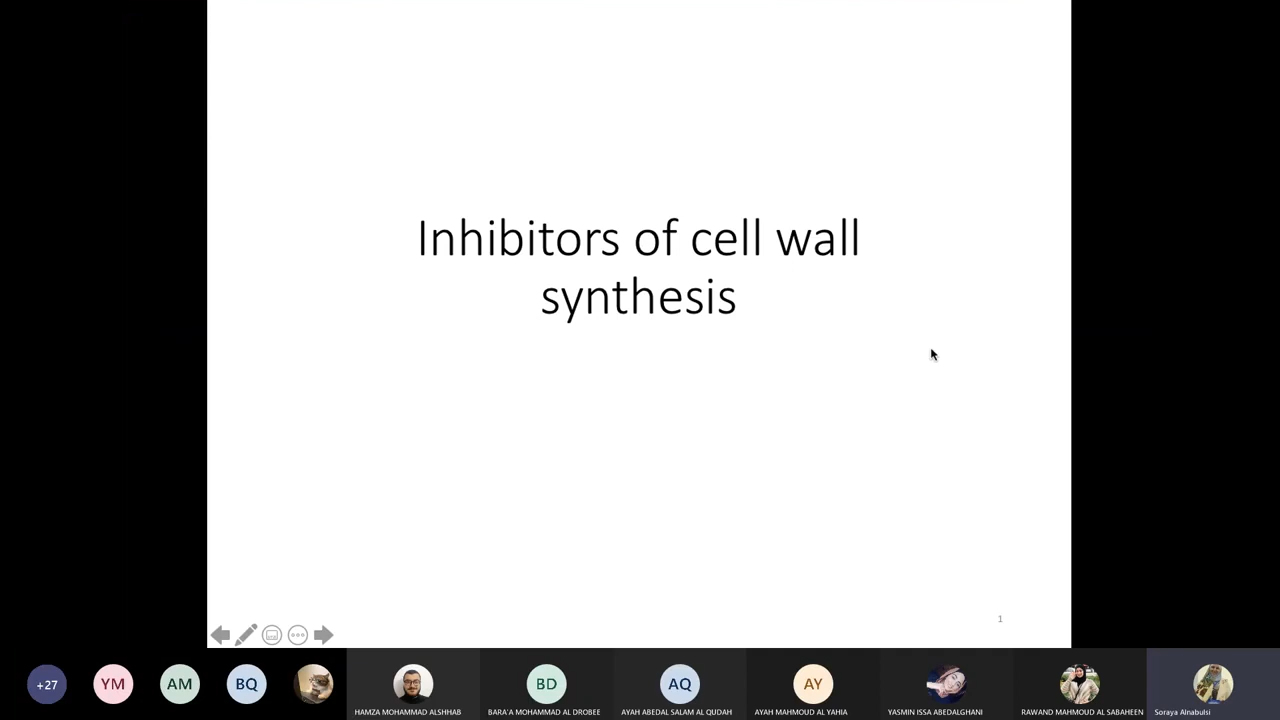 Inhibitors of cell wall
synthesis
1
+27
YM
AM
BQ
BD
AQ
AY
HAMZA MOHAMMAD ALSHHAB
BARA'A MOHAMMAD AL DROBEE
AYAH ABEDAL SALAM AL QUDAH
AYAH MAHMOUD AL YAHIA
YASMIN ISSA ABEDALGHANI
RAWAND MAHMOUD AL SABAHEEN
Soraya Alnabulsi